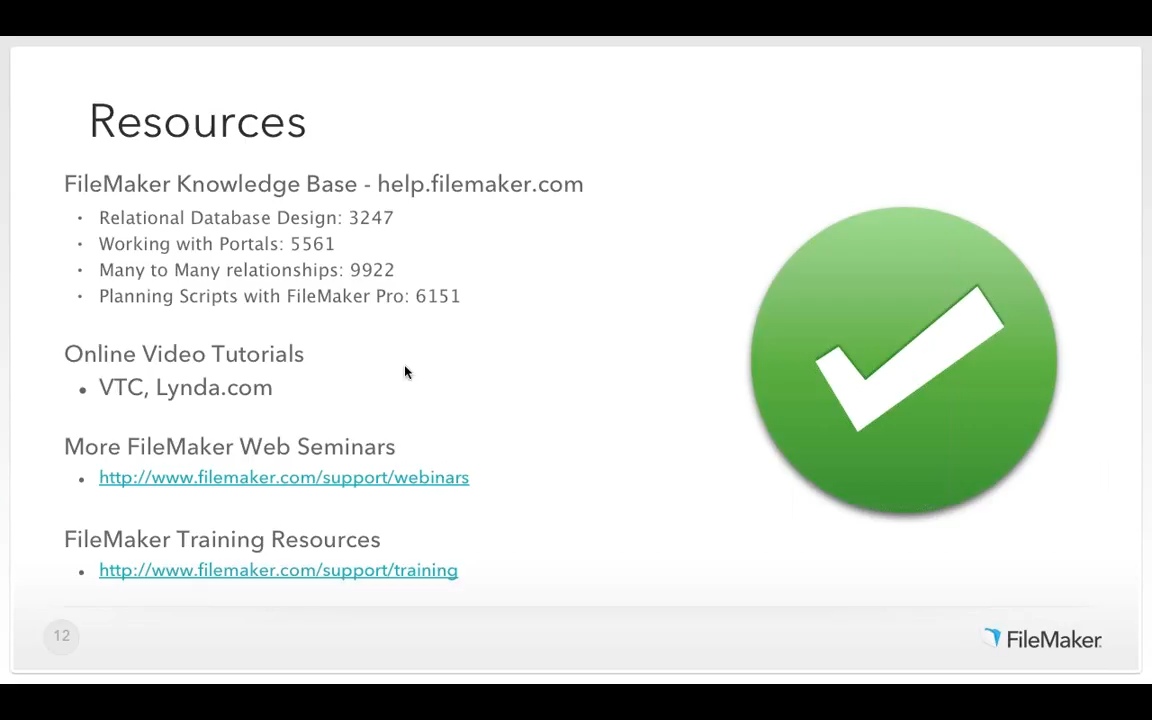 Resources
FileMaker Knowledge Base - help.filemaker.com
• Relational Database Design: 3247
• Working with Portals: 5561
• Many to Many relationships: 9922
• Planning Scripts with FileMaker Pro: 6151
Online Video Tutorials
• VTC, Lynda.com
More FileMaker Web Seminars
• http://www.filemaker.com/support/webinars
FileMaker Training Resources
• http://www.filemaker.com/support/training
12
FileMaker.